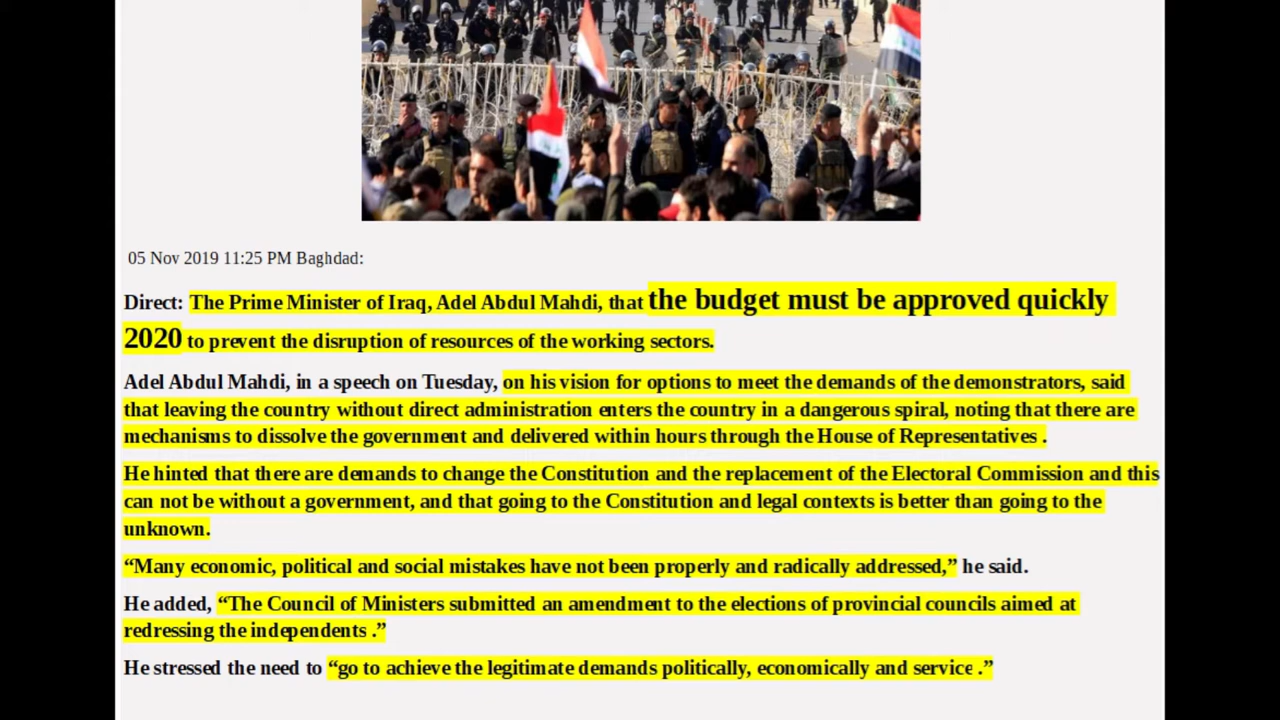 05 Nov 2019 11:25 PM Baghdad:
Direct: The Prime Minister of Iraq, Adel Abdul Mahdi, that the budget must be approved quickly
2020 to prevent the disruption of resources of the working sectors.
Adel Abdul Mahdi, in a speech on Tuesday, on his vision for options to meet the demands of the demonstrators, said
that leaving the country without direct administration enters the country in a dangerous spiral, noting that there are
mechanisms to dissolve the government and delivered within hours through the House of Representatives .
He hinted that there are demands to change the Constitution and the replacement of the Electoral Commission and this
can not be without a government, and that going to the Constitution and legal contexts is better than going to the
unknown.
“Many economic, political and social mistakes have not been properly and radically addressed,” he said.
He added, “The Council of Ministers submitted an amendment to the elections of provincial councils aimed at
redressing the independents .”
He stressed the need to “go to achieve the legitimate demands politically, economically and service .”